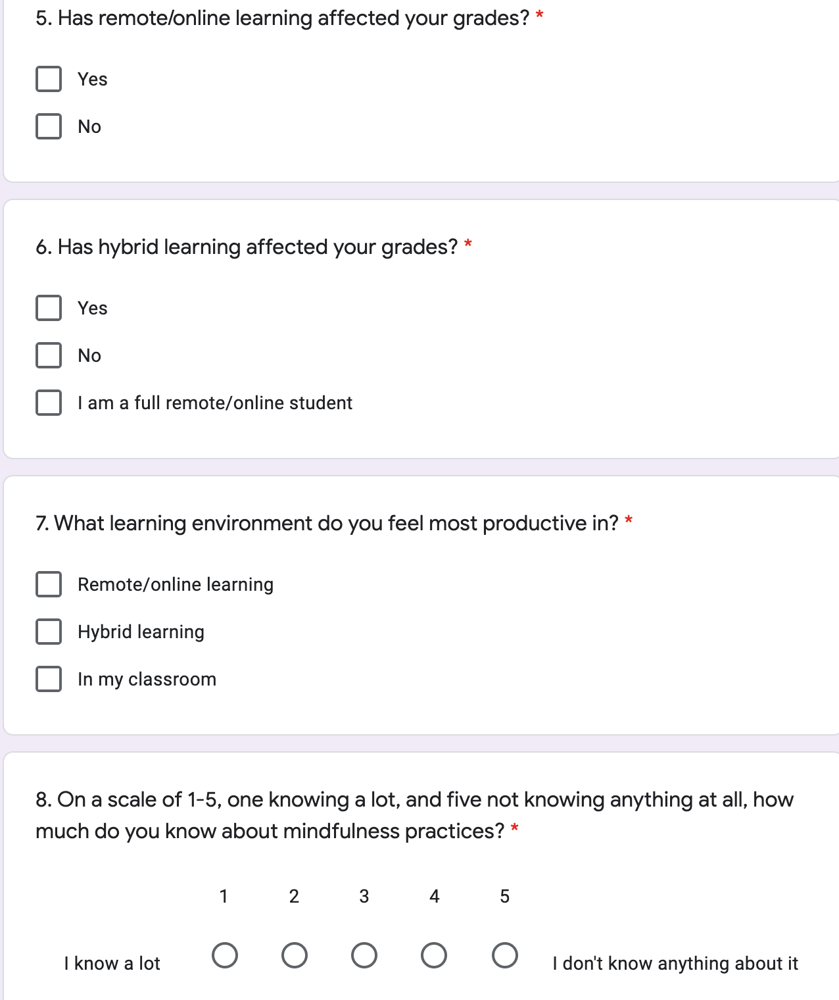 5. Has remote/online learning affected your grades? *
Yes
No
6. Has hybrid learning affected your grades? *
Yes
No
I am a full remote/online student
7. What learning environment do you feel most productive in? *
Remote/online learning
Hybrid learning
In my classroom
8. On a scale of 1-5, one knowing a lot, and five not knowing anything at all, how
much do you know about mindfulness practices? *
1 2 3 4 5
I know a lot I don't know anything about it